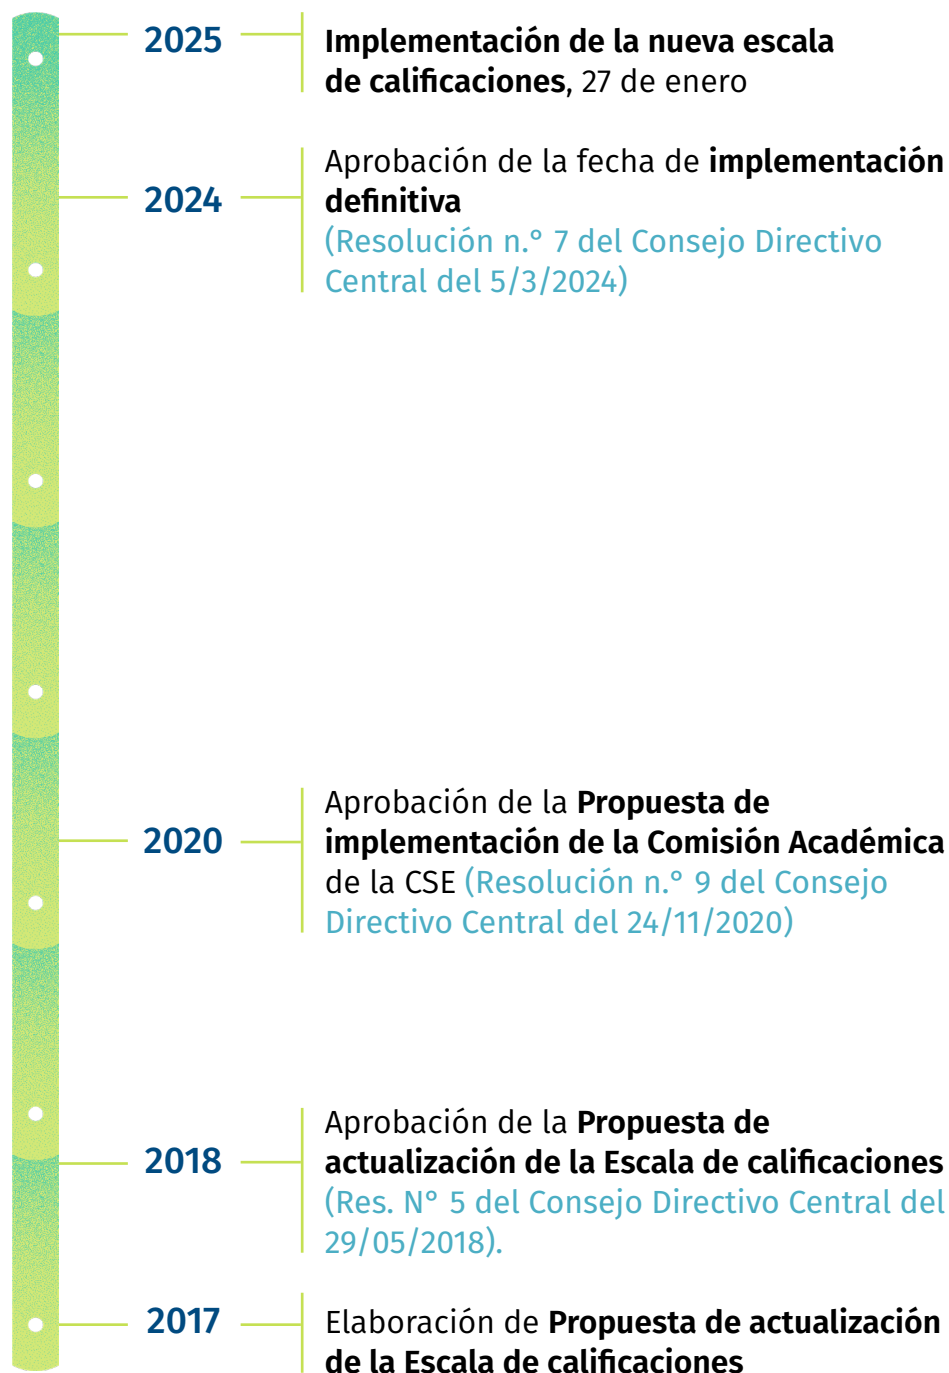 2025
Implementación de la nueva escala
de calificaciones, 27 de enero
2024
Aprobación de la fecha de implementación
definitiva
(Resolución n.° 7 del Consejo Directivo
Central del 5/3/2024)
2020
Aprobación de la Propuesta de
implementación de la Comisión Académica
de la CSE (Resolución n.° 9 del Consejo
Directivo Central del 24/11/2020)
2018
Aprobación de la Propuesta de
actualización de la Escala de calificaciones
(Res. N° 5 del Consejo Directivo Central del
29/05/2018).
2017
Elaboración de Propuesta de actualización
de la Escala de calificaciones